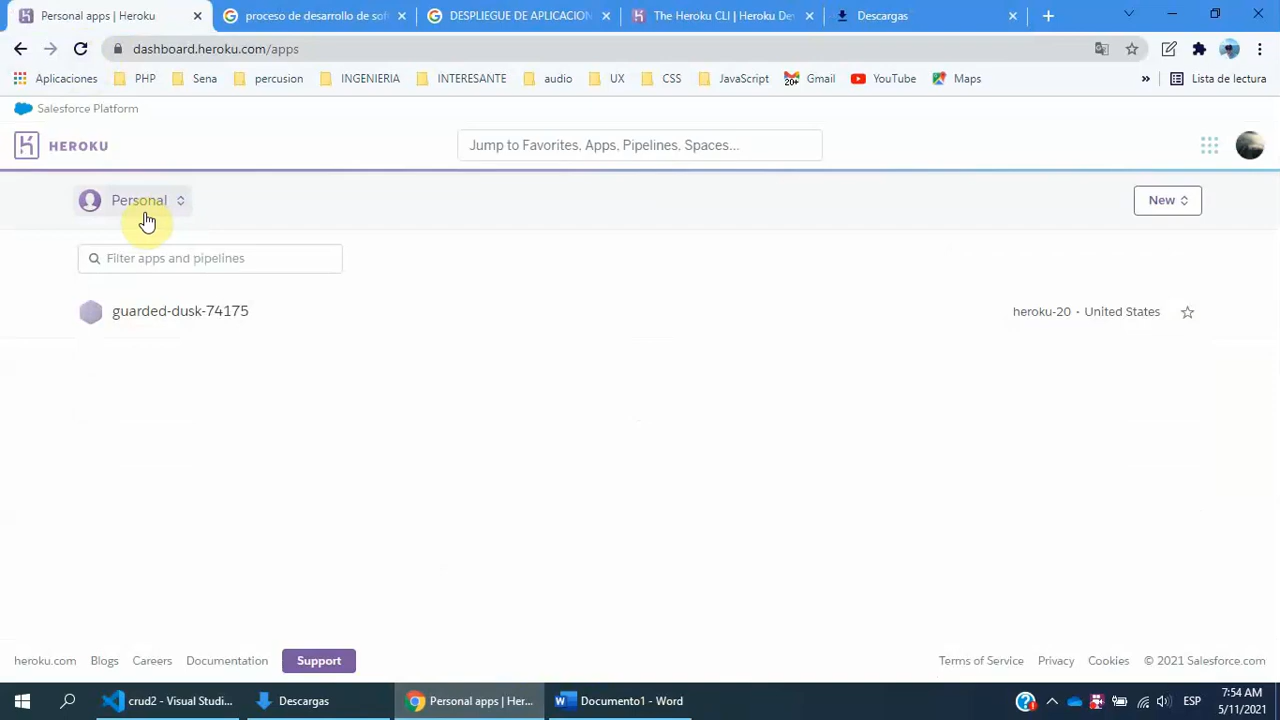 Personal apps | Heroku
proceso de desarrollo de sof
DESPLIEGUE DE APLICACION
The Heroku CLI | Heroku De
Descargas
dashboard.heroku.com/apps
Aplicaciones
PHP
Sena
percusion
INGENIERIA
INTERESANTE
audio
UX
CSS
JavaScript
20+
Gmail
YouTube
Maps
»
Lista de lectura
Salesforce Platform
HEROKU
Jump to Favorites, Apps, Pipelines, Spaces...
Personal
New
Filter apps and pipelines
guarded-dusk-74175
heroku-20 • United States
heroku.com
Blogs
Careers
Documentation
Support
Terms of Service
Privacy
Cookies
© 2021 Salesforce.com
crud2 - Visual Studi...
Descargas
Personal apps | Her...
Documento1 - Word
ESP
7:54 AM
5/11/2021